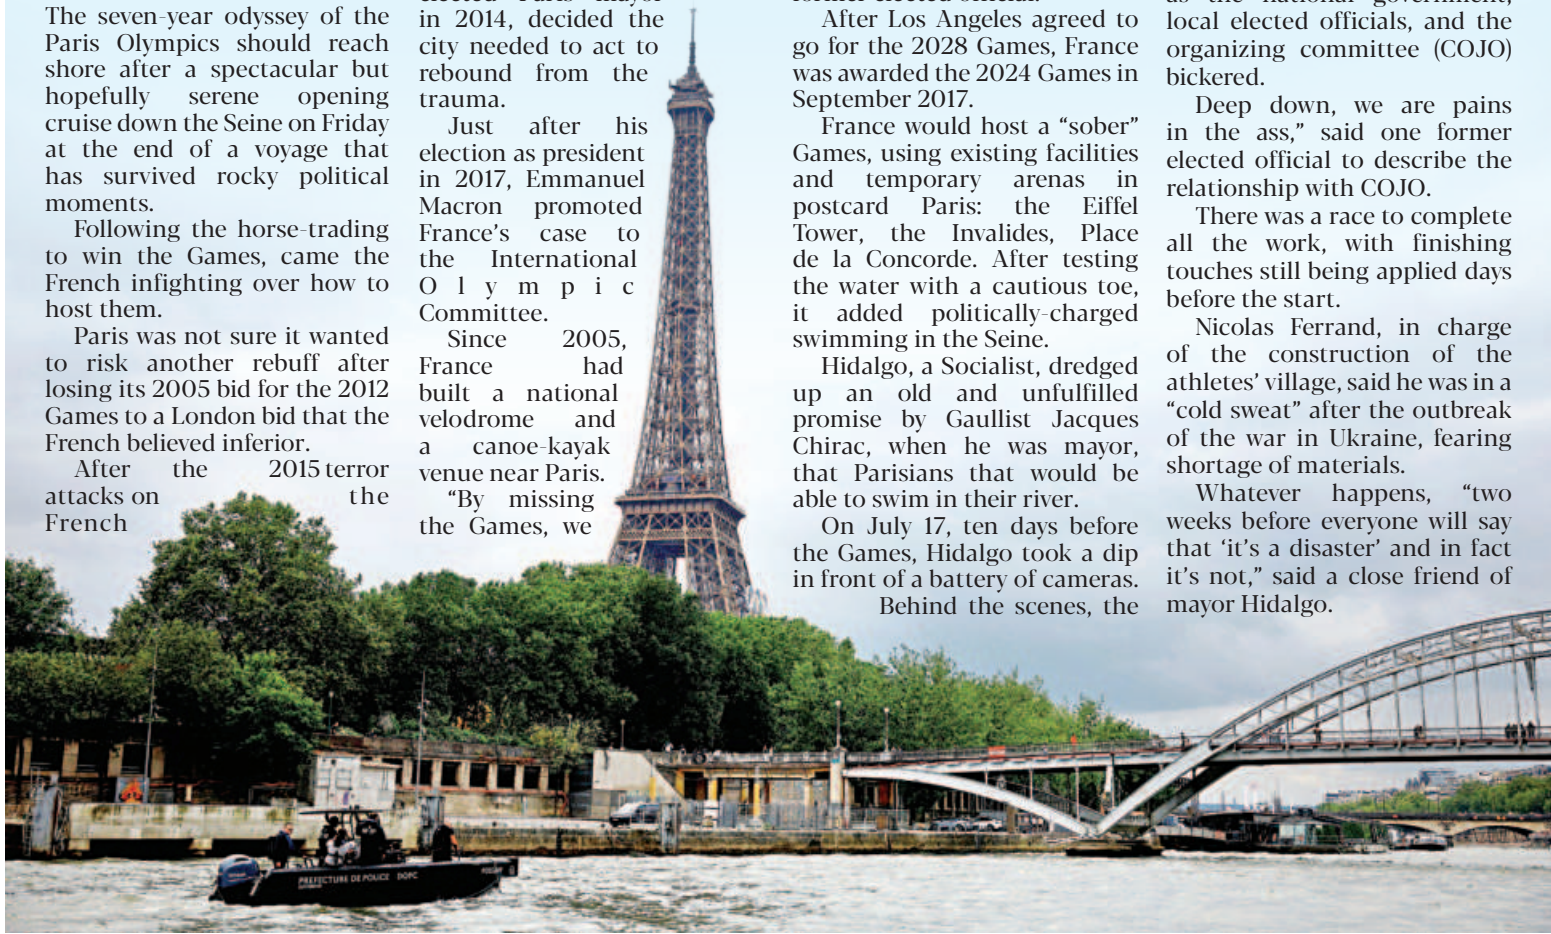 The seven-year odyssey of the
Paris Olympics should reach
shore after a spectacular but
hopefully serene opening
cruise down the Seine on Friday
at the end of a voyage that
has survived rocky political
moments.
Following the horse-trading
to win the Games, came the
French infighting over how to
host them.
Paris was not sure it wanted
to risk another rebuff after
losing its 2005 bid for the 2012
Games to a London bid that the
French believed inferior.
After the 2015 terror
attacks on the
French
elected Paris mayor
in 2014, decided the
city needed to act to
rebound from the
trauma.
Just after his
election as president
in 2017, Emmanuel
Macron promoted
France's case to
the International
Olympic
Committee.
Since 2005,
France had
built a national
velodrome and
a canoe-kayak
venue near Paris.
“By missing
the Games, we
former elected official.
After Los Angeles agreed to
go for the 2028 Games, France
was awarded the 2024 Games in
September 2017.
France would host a “sober”
Games, using existing facilities
and temporary arenas in
postcard Paris: the Eiffel
Tower, the Invalides, Place
de la Concorde. After testing
the water with a cautious toe,
it added politically-charged
swimming in the Seine.
Hidalgo, a Socialist, dredged
up an old and unfulfilled
promise by Gaullist Jacques
Chirac, when he was mayor,
that Parisians that would be
able to swim in their river.
On July 17, ten days before
the Games, Hidalgo took a dip
in front of a battery of cameras.
Behind the scenes, the
as the national government,
local elected officials, and the
organizing committee (COJO)
bickered.
Deep down, we are pains
in the ass,” said one former
elected official to describe the
relationship with COJO.
There was a race to complete
all the work, with finishing
touches still being applied days
before the start.
Nicolas Ferrand, in charge
of the construction of the
athletes’ village, said he was in a
“cold sweat” after the outbreak
of the war in Ukraine, fearing
shortage of materials.
Whatever happens, “two
weeks before everyone will say
that ‘it’s a disaster’ and in fact
it’s not,” said a close friend of
mayor Hidalgo.
PREFECTURE DE POLICE DOPC